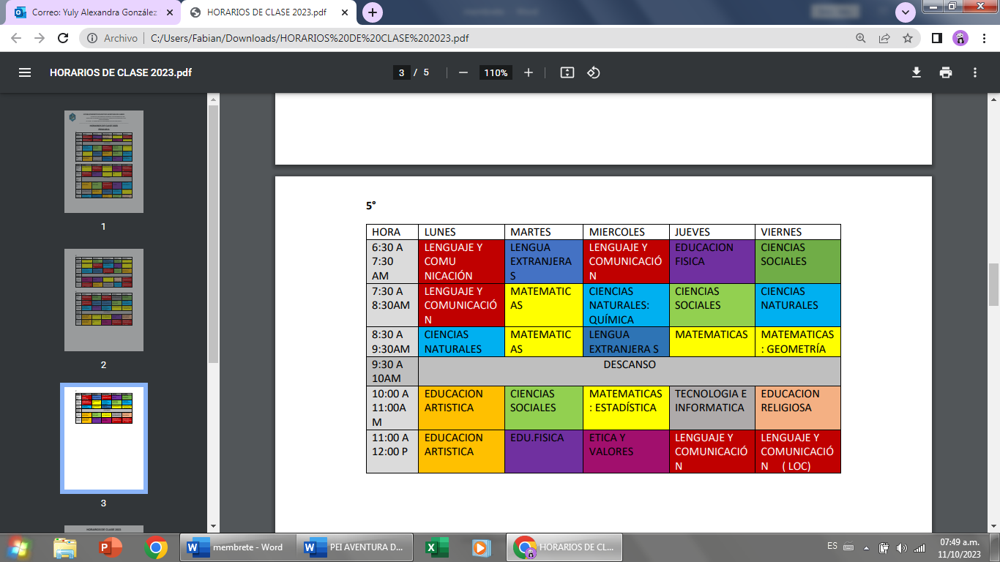 Correo: Yuly Alexandra González
HORARIOS DE CLASE 2023.pdf
Archivo
C:/Users/Fabian/Downloads/HORARIOS%20DE%20CLASE%202023.pdf
HORARIOS DE CLASE 2023.pdf
3 / 5
110%
1
2
3
5°
HORA LUNES MARTES MIERCOLES JUEVES VIERNES
6:30 A LENGUAJE Y LENGUA LENGUAJE Y EDUCACION CIENCIAS
7:30 COMU EXTRANJERA COMUNICACIÓ FISICA SOCIALES
AM NICACIÓN S N
7:30 A LENGUAJE Y MATEMATIC CIENCIAS CIENCIAS CIENCIAS
8:30AM COMUNICACIÓ AS NATURALES: SOCIALES NATURALES
N QUÍMICA
8:30 A CIENCIAS MATEMATIC LENGUA MATEMATICAS MATEMATICAS
9:30AM NATURALES AS EXTRANJERA S : GEOMETRÍA
9:30 A DESCANSO
10AM
10:00 A EDUCACION CIENCIAS MATEMATICAS TECNOLOGIA E EDUCACION
11:00A ARTISTICA SOCIALES : ESTADÍSTICA INFORMATICA RELIGIOSA
M
11:00 A EDUCACION EDU.FISICA ETICA Y LENGUAJE Y LENGUAJE Y
12:00 P ARTISTICA VALORES COMUNICACIÓ COMUNICACIÓ
N N ( LOC)
membrete - Word
PEI AVENTURA D...
HORARIOS DE CL...
ES
07:49 a.m.
11/10/2023